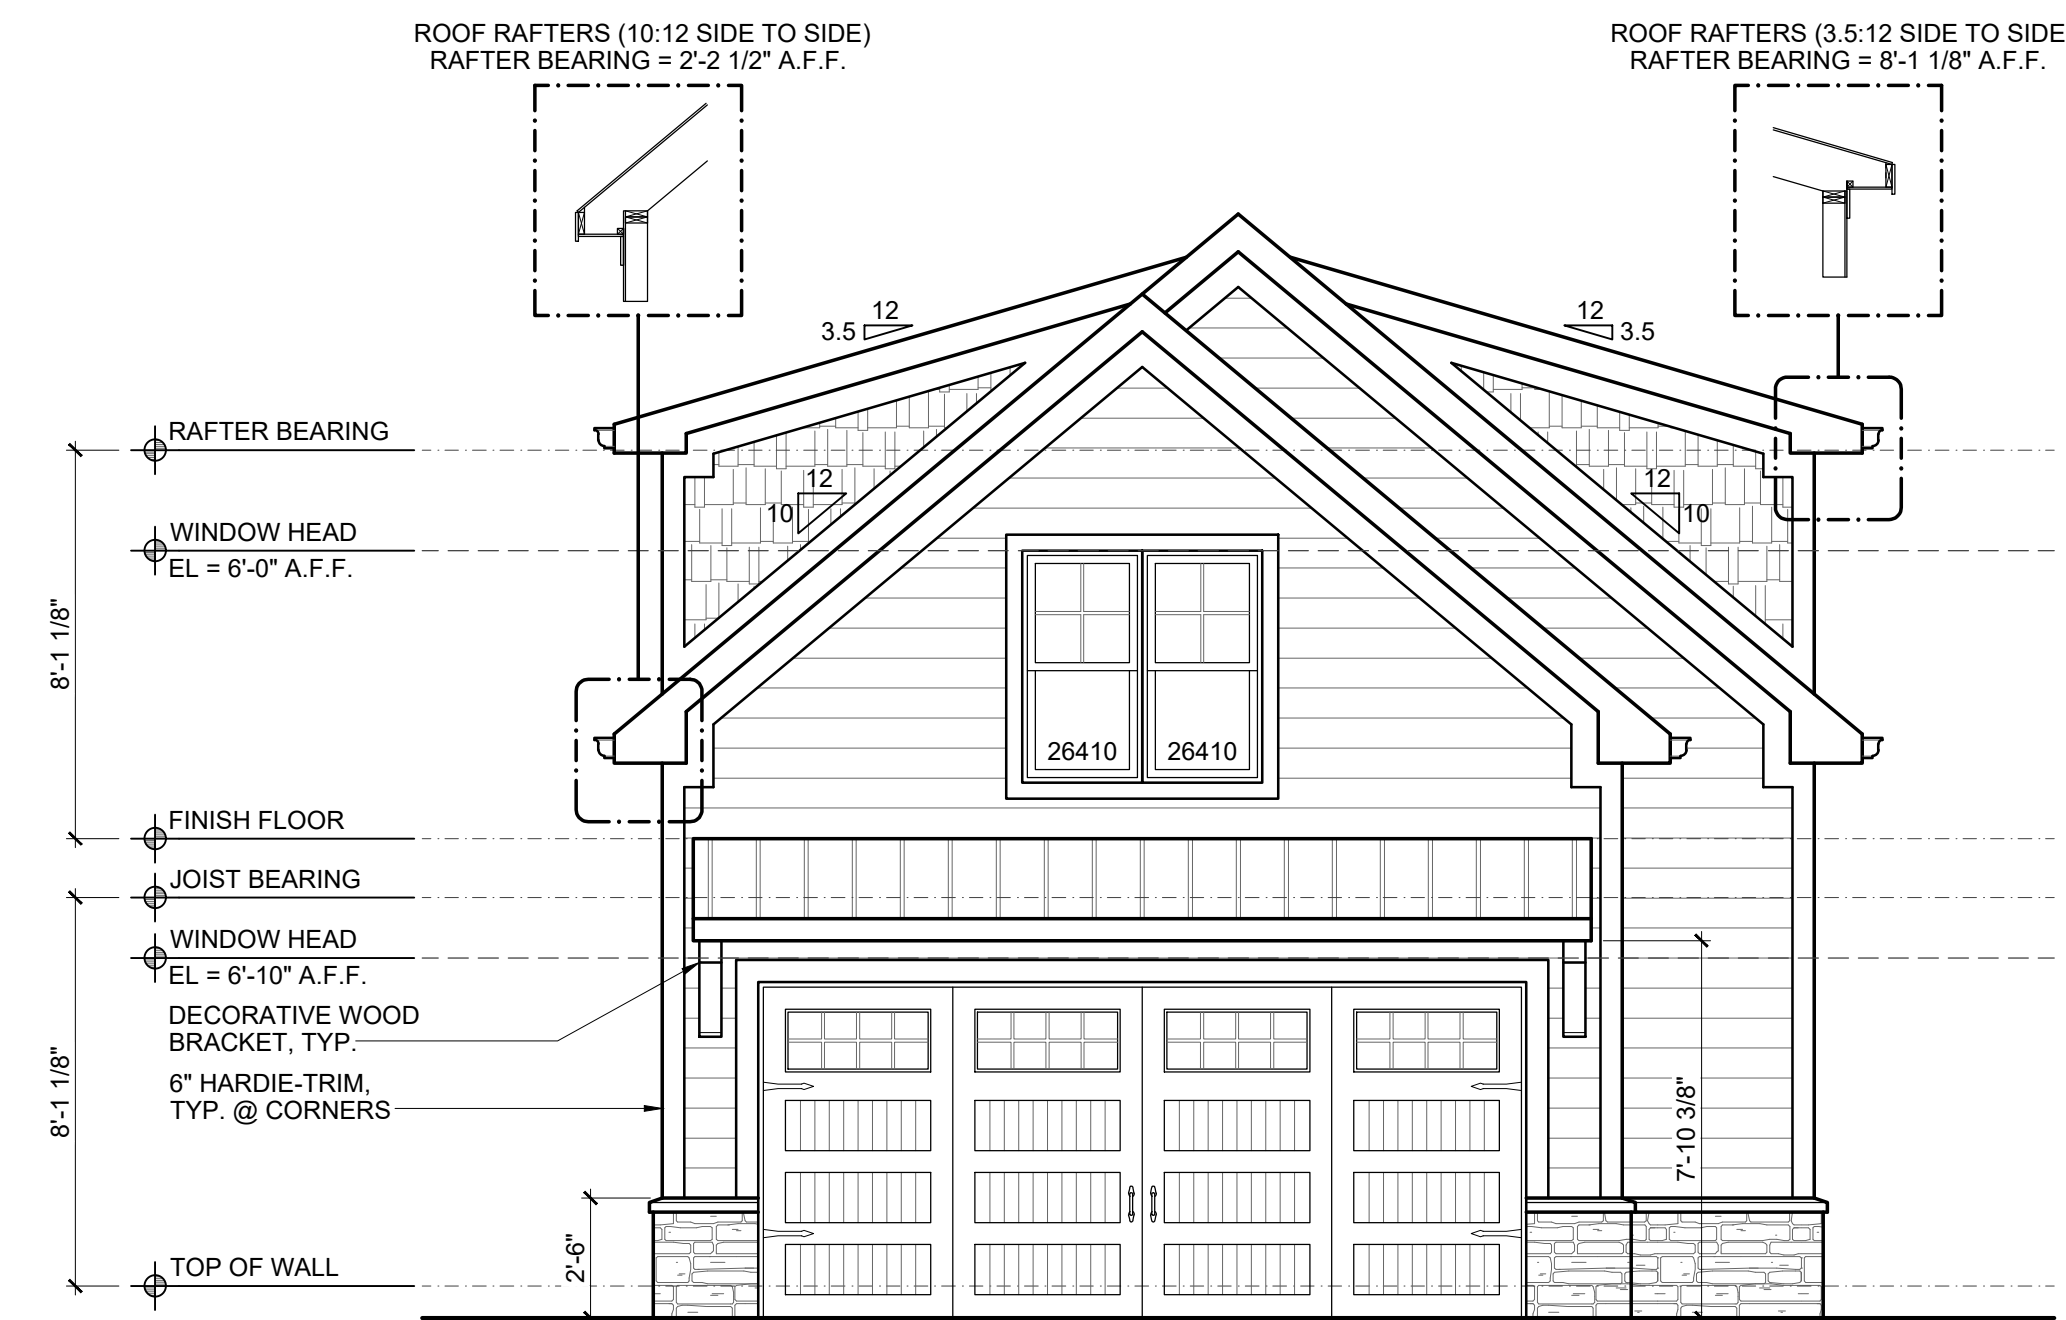 ROOF RAFTERS (10:12 SIDE TO SIDE)
RAFTER BEARING = 2'-2 1/2" A.F.F.
ROOF RAFTERS (3.5:12 SIDE TO SIDE
RAFTER BEARING = 8'-1 1/8" A.F.F.
12
3.5
12
3.5
RAFTER BEARING
12
10
12
10
WINDOW HEAD
EL = 6'-0" A.F.F.
8'-1 1/8"
26410
26410
FINISH FLOOR
JOIST BEARING
WINDOW HEAD
EL = 6'-10" A.F.F.
DECORATIVE WOOD
BRACKET, TYP.
6" HARDIE-TRIM,
TYP. @ CORNERS
8'-1 1/8"
7'-10 3/8"
2'-6"
TOP OF WALL